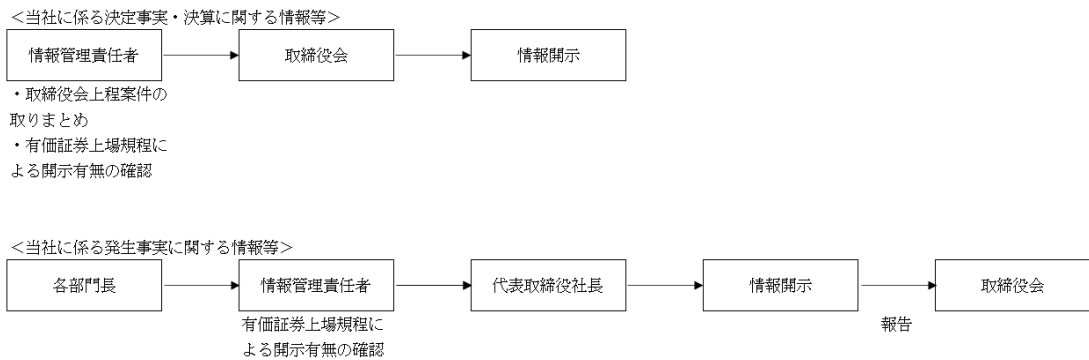 ＜当社に係る決定事実・決算に関する情報等＞
情報管理責任者
取締役会
情報開示
・取締役会上程案件の
取りまとめ
・有価証券上場規程に
よる開示有無の確認
＜当社に係る発生事実に関する情報等＞
各部門長
情報管理責任者
代表取締役社長
情報開示
取締役会
有価証券上場規程に
よる開示有無の確認
報告